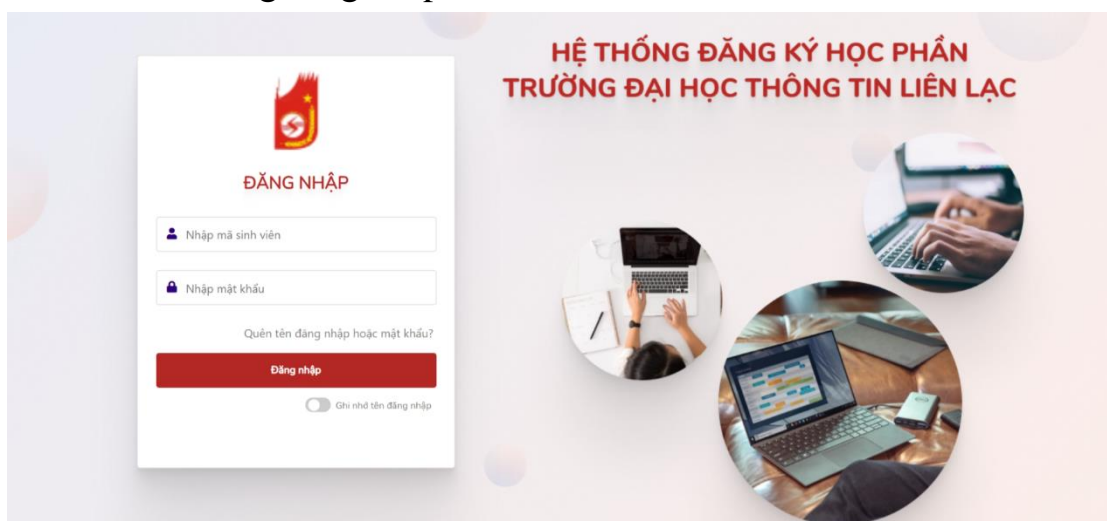 HỆ THỐNG ĐĂNG KÝ HỌC PHẦN
TRƯỜNG ĐẠI HỌC THÔNG TIN LIÊN LẠC
ĐĂNG NHẬP
Nhập mã sinh viên
Nhập mật khẩu
Quên tên đăng nhập hoặc mật khẩu?
Đăng nhập
Ghi nhớ tên đăng nhập